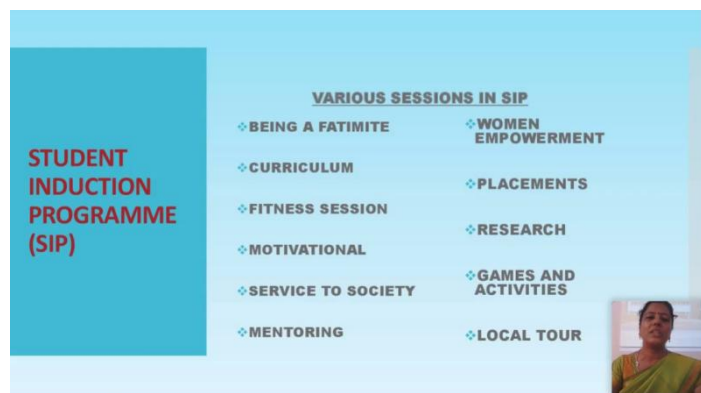 STUDENT
INDUCTION
PROGRAMME
(SIP)
VARIOUS SESSIONS IN SIP
BEING A FATIMITE
CURRICULUM
FITNESS SESSION
MOTIVATIONAL
SERVICE TO SOCIETY
MENTORING
WOMEN
EMPOWERMENT
PLACEMENTS
RESEARCH
GAMES AND
ACTIVITIES
LOCAL TOUR